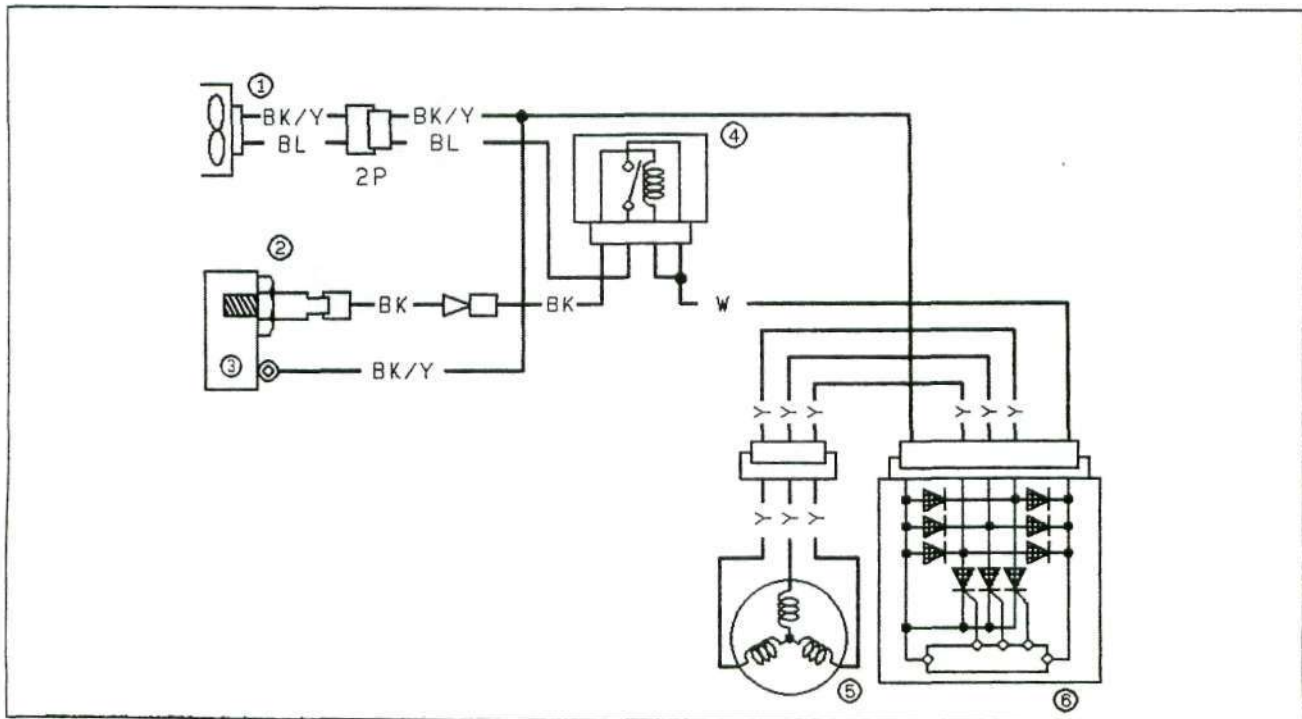 ①
BK/Y BK/Y
BL BL
2P
④
②
BK BK
W
③
BK/Y
Y Y Y Y Y Y
Y Y Y
⑤ ⑥